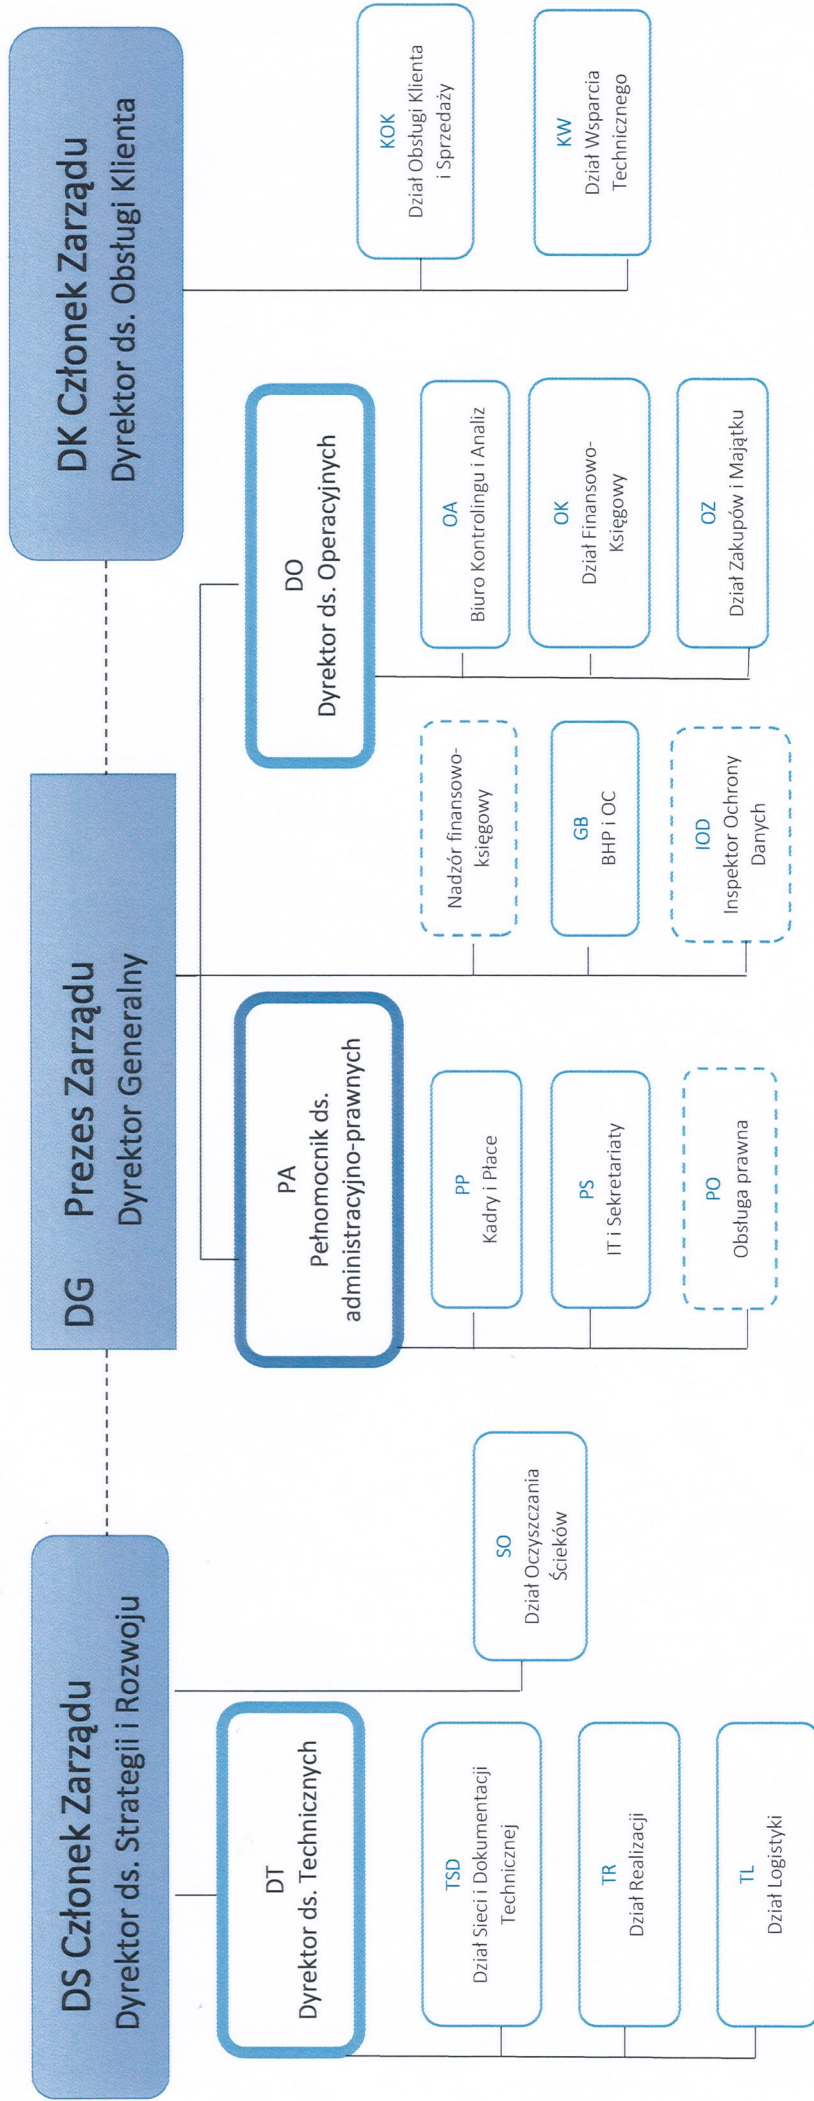 DS Członek Zarządu
Dyrektor ds. Strategii i Rozwoju
DG Prezes Zarządu
Dyrektor Generalny
DK Członek Zarządu
Dyrektor ds. Obsługi Klienta
DT
Dyrektor ds. Technicznych
TSD
Dział Sieci i Dokumentacji
Technicznej
TR
Dział Realizacji
TL
Dział Logistyki
SO
Dział Oczyszczania
Ścieków
PA
Pełnomocnik ds.
administracyjno-prawnych
PP
Kadry i Płace
PS
IT i Sekretariaty
PO
Obsługa prawna
Nadzór finansowo-
księgowy
GB
BHP i OC
IOD
Inspektor Ochrony
Danych
DO
Dyrektor ds. Operacyjnych
OA
Biuro Kontrolingu i Analiz
OK
Dział Finansowo-
Księgowy
OZ
Dział Zakupów i Majątku
KOK
Dział Obsługi Klienta
i Sprzedaży
KW
Dział Wsparcia
Technicznego